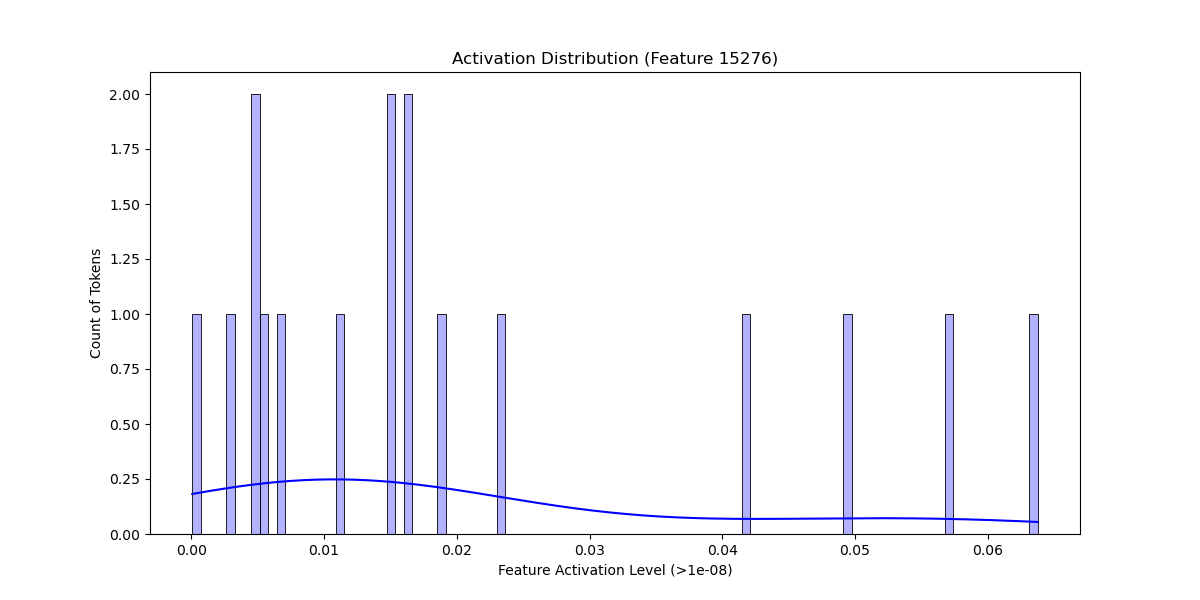 Activation Distribution (Feature 15276)
2.00
1.75
1.50
1.25
1.00
0.75
0.50
0.25
0.00
Count of Tokens
0.00 0.01 0.02 0.03 0.04 0.05 0.06
Feature Activation Level (>1e-08)